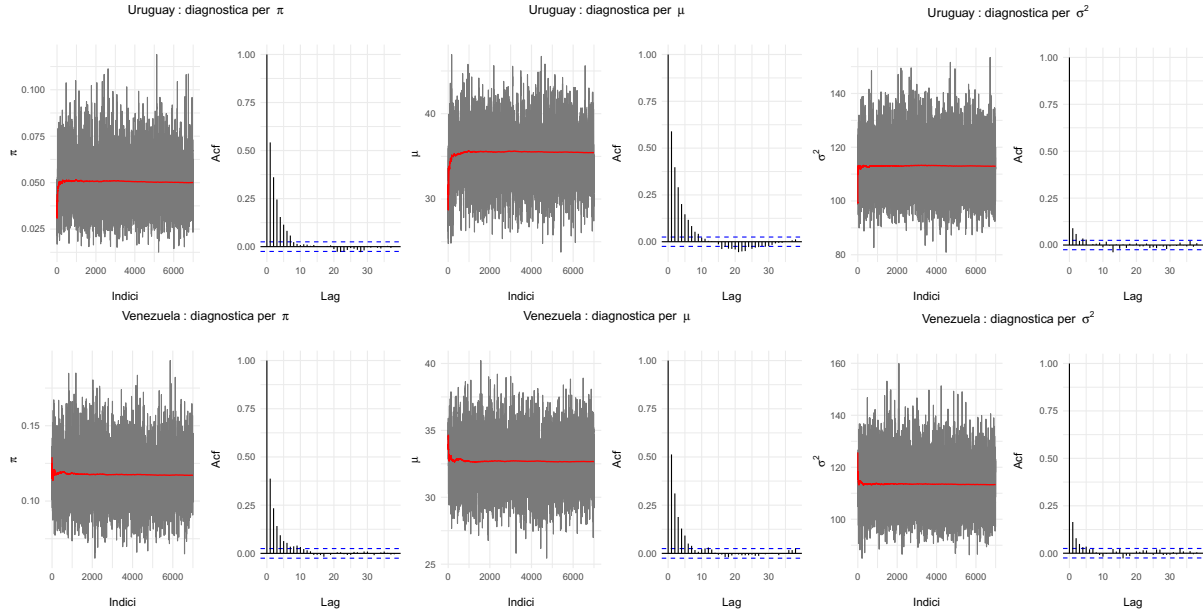 Uruguay : diagnostica per π
Uruguay : diagnostica per μ
Uruguay : diagnostica per σ²
π
0.100
0.075
0.050
0.025
0 2000 4000 6000
Indici
Acf
1.00
0.75
0.50
0.25
0.00
0 10 20 30
Lag
μ
40
30
0 2000 4000 6000
Indici
Acf
1.00
0.75
0.50
0.25
0.00
0 10 20 30
Lag
σ²
140
120
100
80
0 2000 4000 6000
Indici
Acf
1.00
0.75
0.50
0.25
0.00
0 10 20 30
Lag
Venezuela : diagnostica per π
Venezuela : diagnostica per μ
Venezuela : diagnostica per σ²
π
0.15
0.10
0 2000 4000 6000
Indici
Acf
1.00
0.75
0.50
0.25
0.00
0 10 20 30
Lag
μ
40
35
30
25
0 2000 4000 6000
Indici
Acf
1.00
0.75
0.50
0.25
0.00
0 10 20 30
Lag
σ²
160
140
120
100
0 2000 4000 6000
Indici
Acf
1.00
0.75
0.50
0.25
0.00
0 10 20 30
Lag